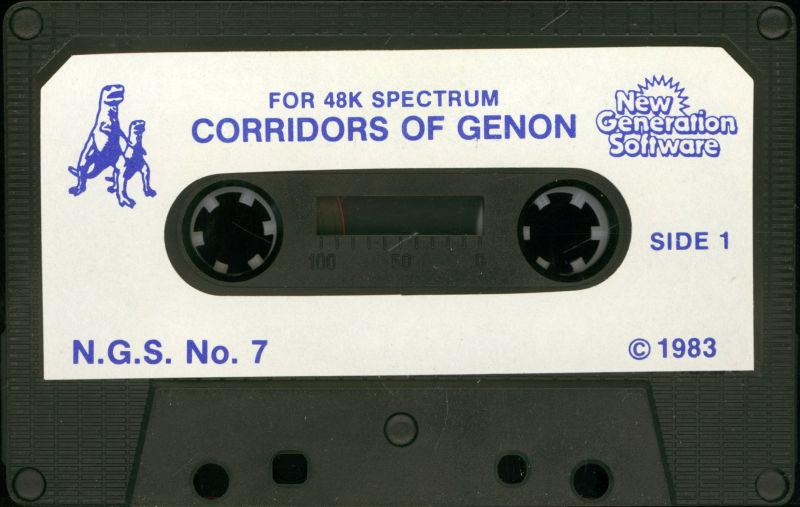 FOR 48K SPECTRUM
CORRIDORS OF GENON
New
Generation
Software
100 50 0
SIDE 1
N.G.S. No. 7
© 1983